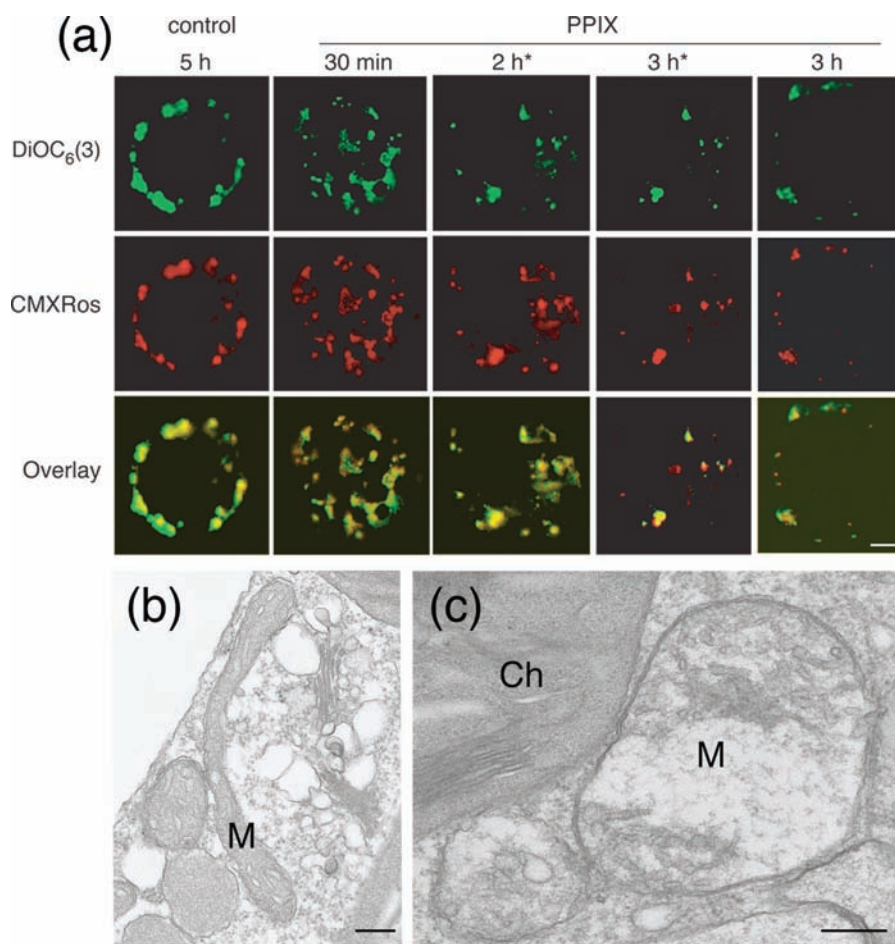 (a)
control
PPIX
5 h
30 min
2 h*
3 h*
3 h
DiOC6(3)
CMXRos
Overlay
(b)
M
(c)
Ch
M